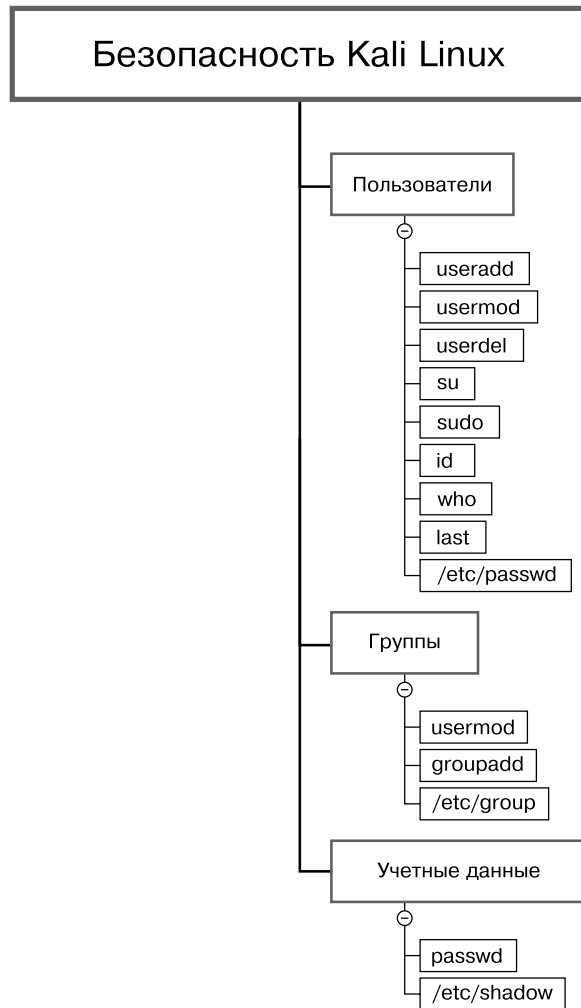 Безопасность Kali Linux
Пользователи
useradd
usermod
userdel
su
sudo
id
who
last
/etc/passwd
Группы
usermod
groupadd
/etc/group
Учетные данные
passwd
/etc/shadow